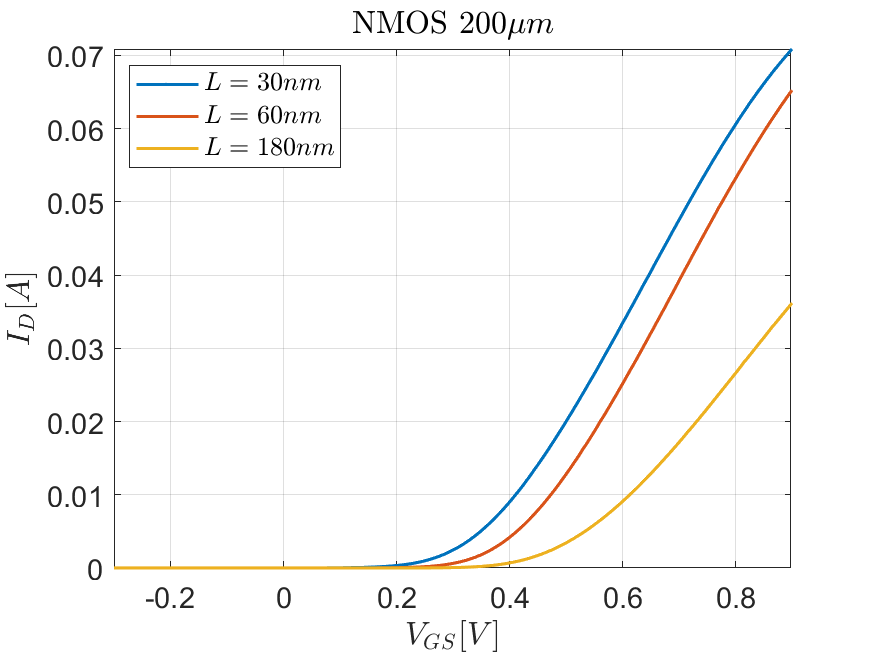 NMOS 200μm
L = 30nm
L = 60nm
L = 180nm
0.07
0.06
0.05
0.04
0.03
0.02
0.01
0
I_D[A]
-0.2 0 0.2 0.4 0.6 0.8
V_GS[V]